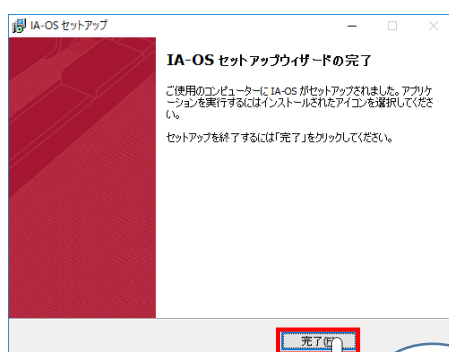 IA-OS セットアップ
IA-OS セットアップウィザードの完了
ご使用のコンピューターに IA-OS がセットアップされました。アプリケ
ーションを実行するにはインストールされたアイコンを選択してくださ
い。
セットアップを終了するには「完了」をクリックしてください。
完了(F)